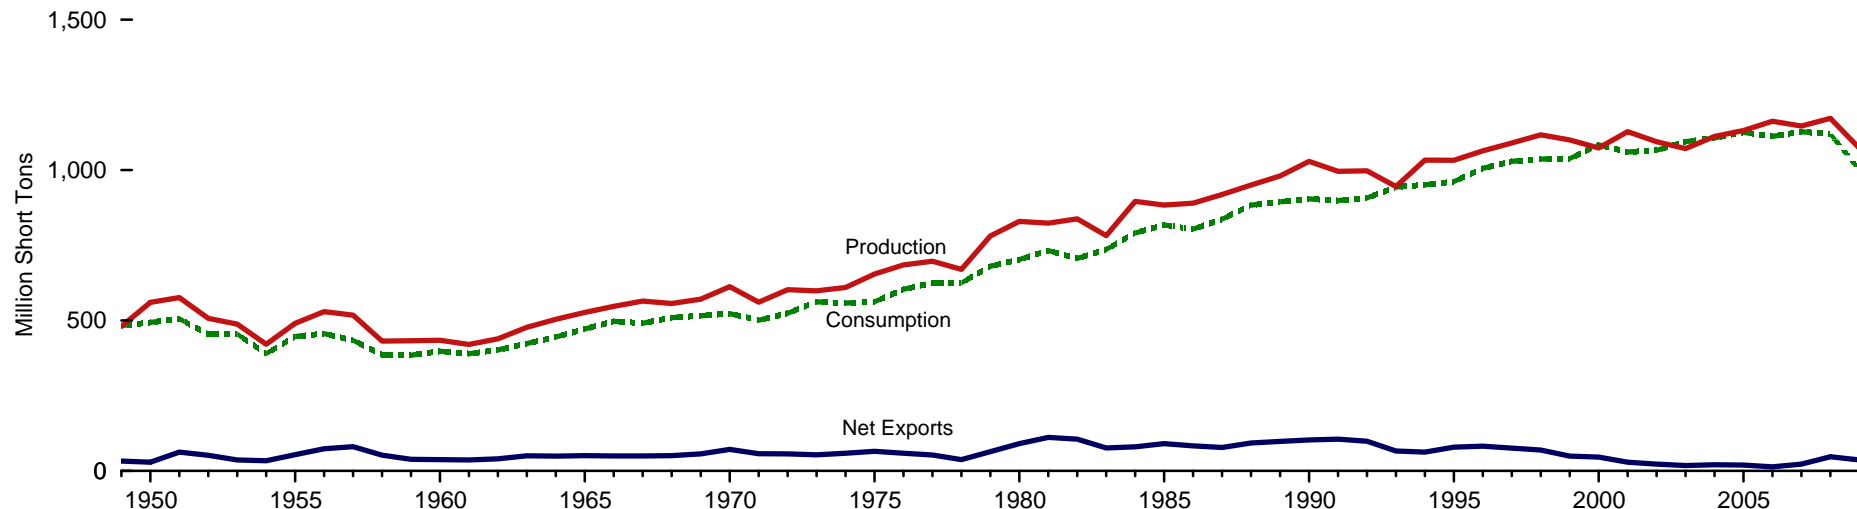 1,500
1,000
500
0
Million Short Tons
Production
Consumption
Net Exports
1950 1955 1960 1965 1970 1975 1980 1985 1990 1995 2000 2005